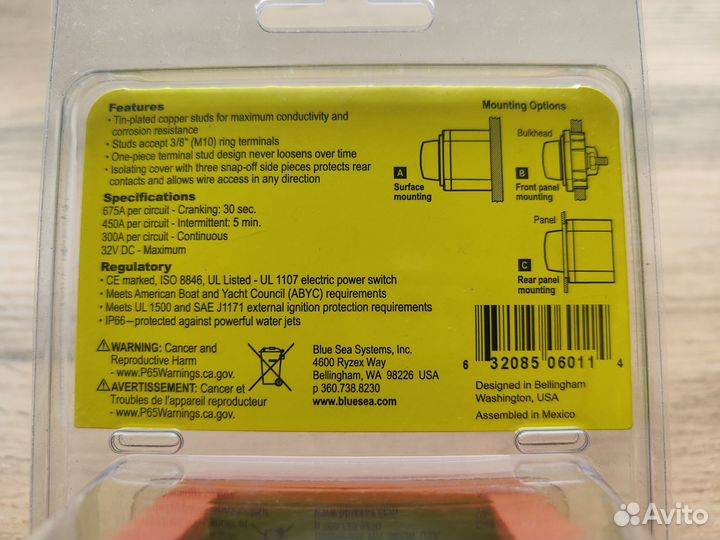 Features
• Tin-plated copper studs for maximum conductivity and
corrosion resistance
• Studs accept 3/8" (M10) ring terminals
• One-piece terminal stud design never loosens over time
• Isolating cover with three snap-off side pieces protects rear
contacts and allows wire access in any direction
Specifications
675A per circuit - Cranking: 30 sec.
450A per circuit - Intermittent: 5 min.
300A per circuit - Continuous
32V DC - Maximum
Regulatory
• CE marked, ISO 8846, UL Listed - UL 1107 electric power switch
• Meets American Boat and Yacht Council (ABYC) requirements
• Meets UL 1500 and SAE J1171 external ignition protection requirements
• IP66—protected against powerful water jets
Mounting Options
A
Surface
mounting
Bulkhead
B
Front panel
mounting
Panel
C
Rear panel
mounting
⚠WARNING: Cancer and
Reproductive Harm
- www.P65Warnings.ca.gov.
⚠AVERTISSEMENT: Cancer et
Troubles de l'appareil reproducteur
- www.P65Warnings.ca.gov.
Blue Sea Systems, Inc.
4600 Ryzex Way
Bellingham, WA 98226 USA
p 360.738.8230
www.bluesea.com
6 32085 06011 4
Designed in Bellingham
Washington, USA
Assembled in Mexico
Avito